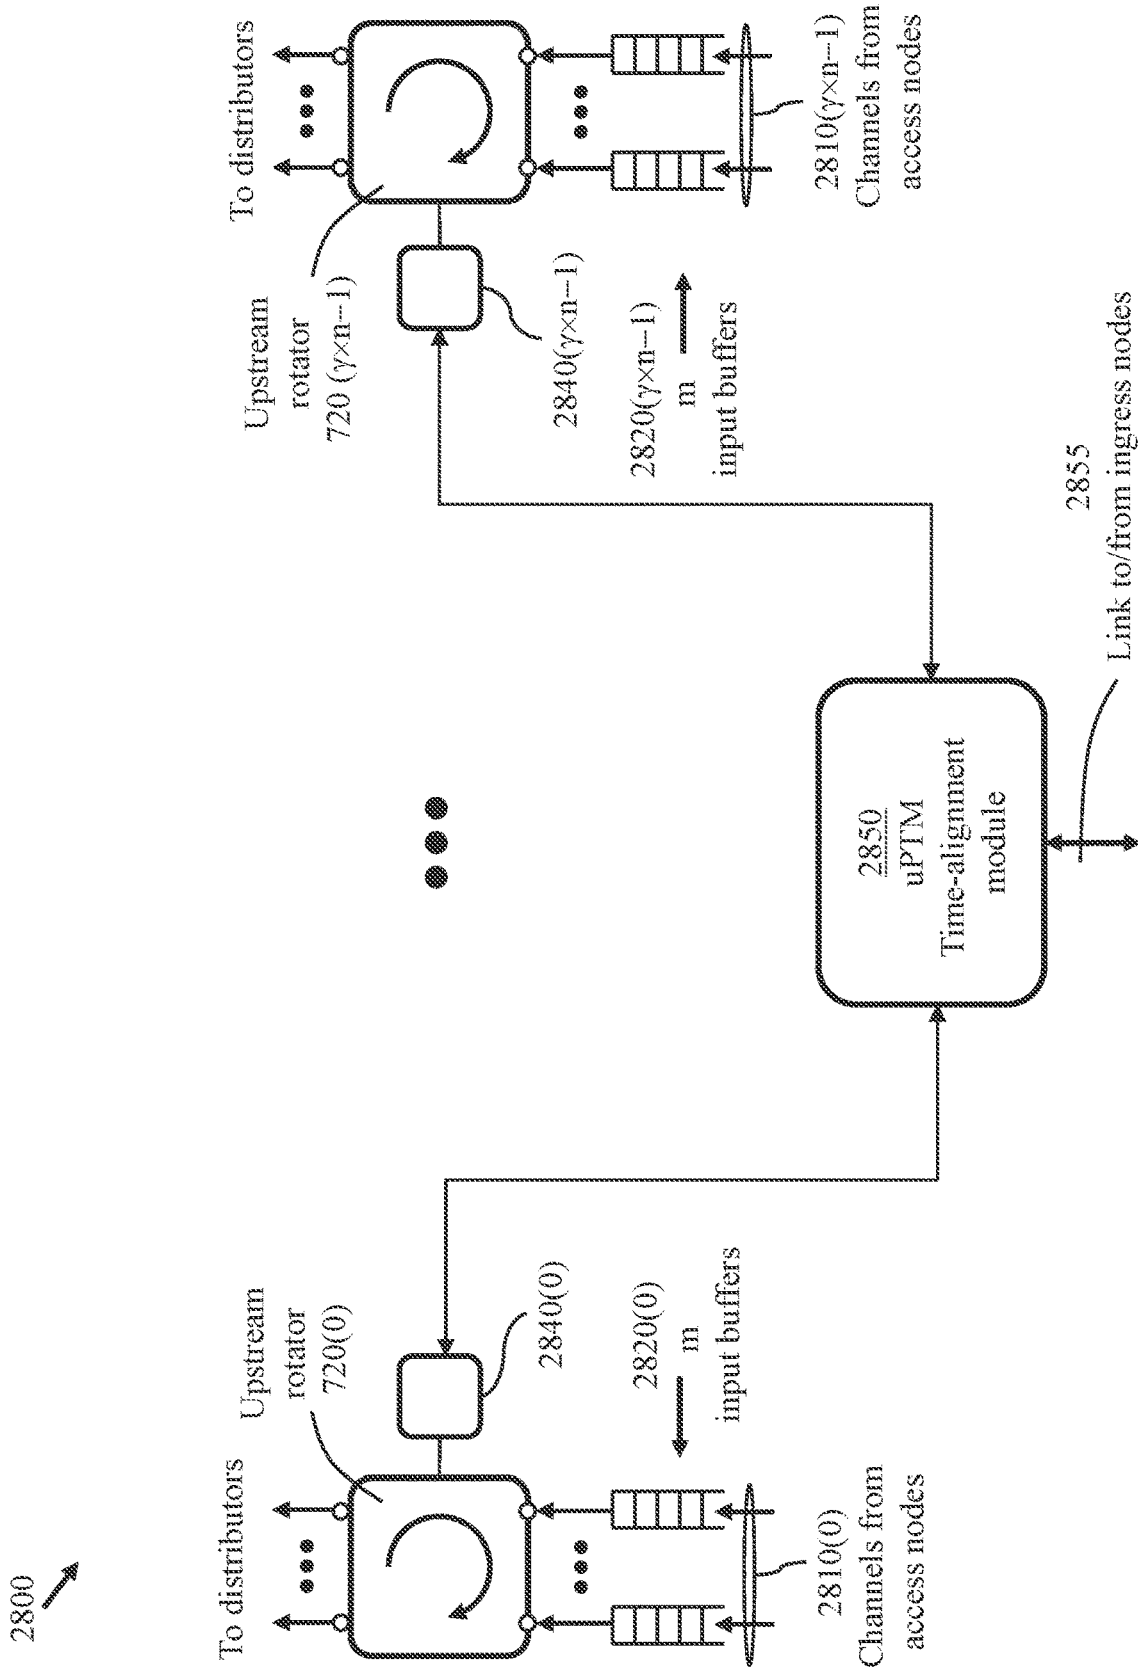 2800
To distributors
Upstream
rotator
720(0)
2840(0)
2820(0)
m
input buffers
2810(0)
Channels from
access nodes
2850
uPTM
Time-alignment
module
2855
Link to/from ingress nodes
To distributors
Upstream
rotator
720 (γ×n−1)
2840(γ×n−1)
2820(γ×n−1)
m
input buffers
2810(γ×n−1)
Channels from
access nodes